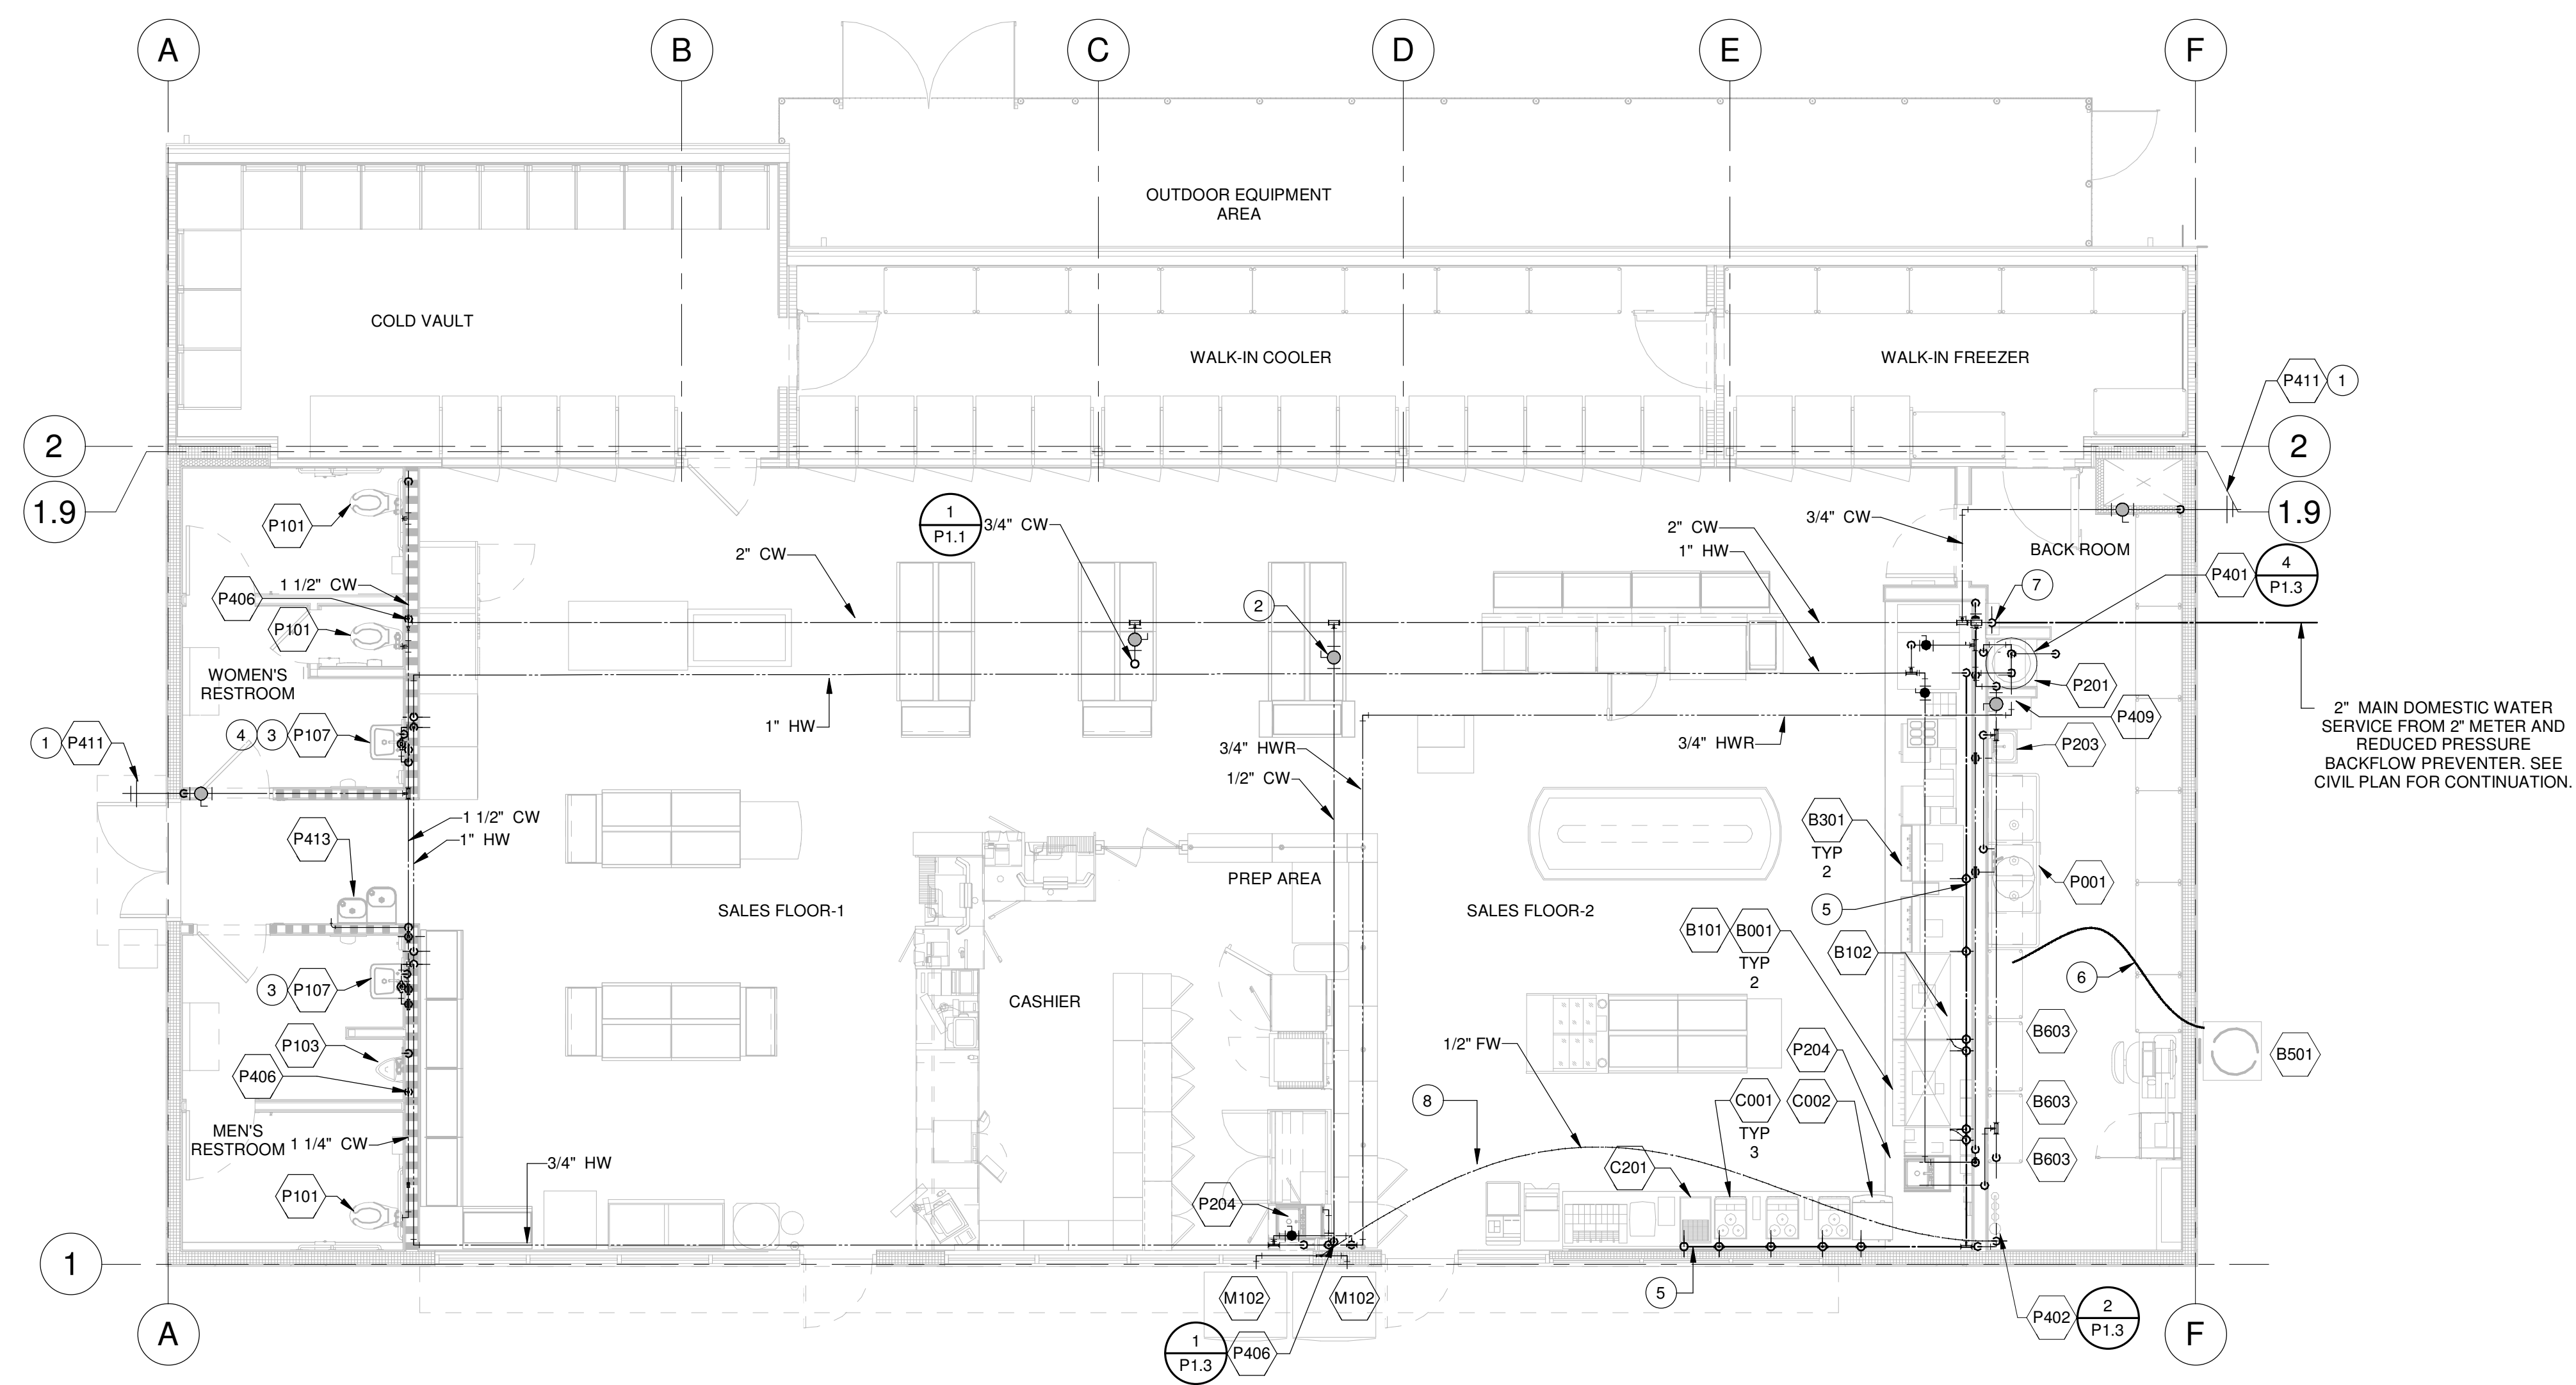 A
B
C
D
E
F
OUTDOOR EQUIPMENT
AREA
COLD VAULT
WALK-IN COOLER
WALK-IN FREEZER
P411 1
2
2
1.9
1.9
1
P1.1
3/4" CW
2" CW
3/4" CW
2" CW
1" HW
BACK ROOM
P101
1 1/2" CW
P406
P101
2
7
P401
4
P1.3
WOMEN'S
RESTROOM
P201
4 3 P107
1" HW
3/4" HWR
3/4" HWR
1/2" CW
P409
P203
2" MAIN DOMESTIC WATER
SERVICE FROM 2" METER AND
REDUCED PRESSURE
BACKFLOW PREVENTER. SEE
CIVIL PLAN FOR CONTINUATION.
1 P411
1 1/2" CW
1" HW
P413
B301
TYP
2
PREP AREA
P001
SALES FLOOR-1
SALES FLOOR-2
5
B101 B001
TYP
2
B102
6
3 P107
CASHIER
P103
P406
1/2" FW
P204
B603
B501
8
C001
TYP
3
C002
B603
MEN'S
RESTROOM
1 1/4" CW
B603
3/4" HW
C201
P101
P204
1
M102
M102
5
P402
2
P1.3
1
P1.3
P406
A
F